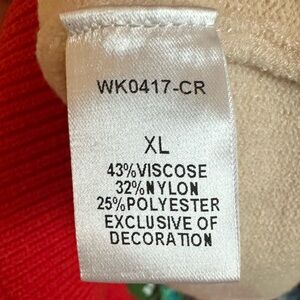 WK0417-CR
XL
43%VISCOSE
32%NYLON
25%POLYESTER
EXCLUSIVE OF
DECORATION